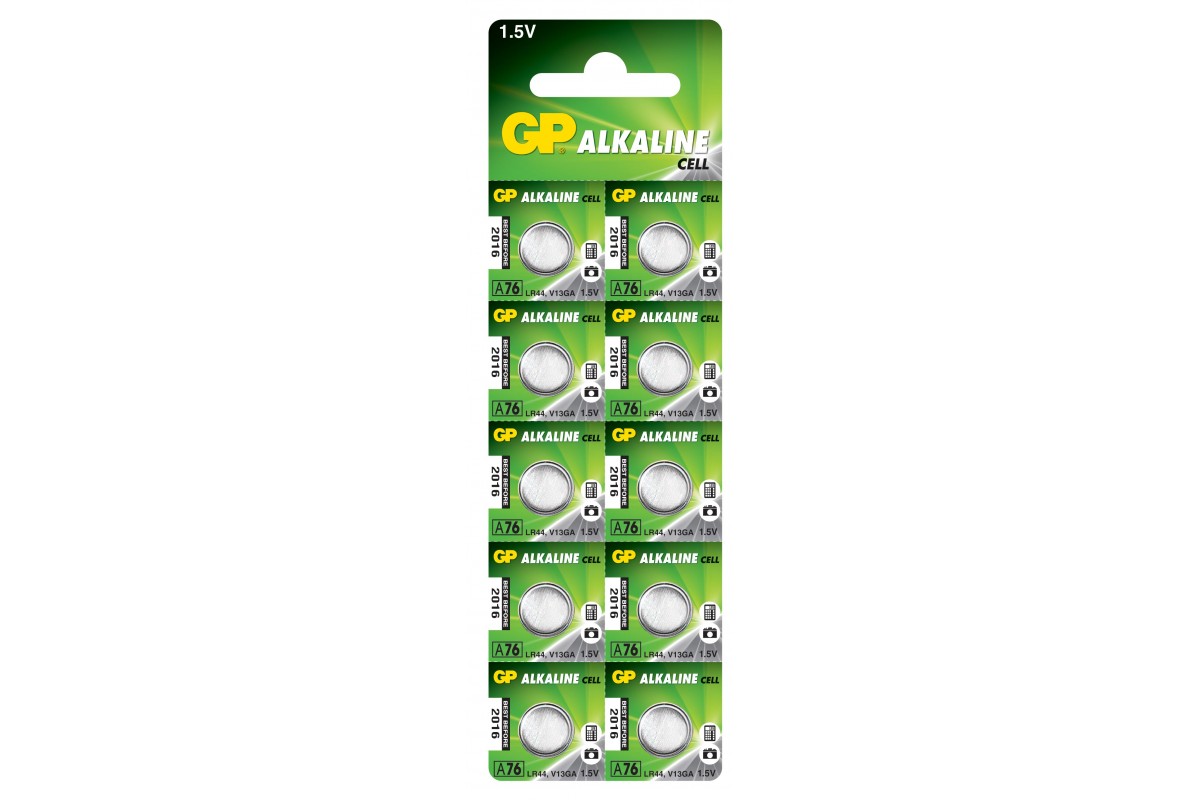 1.5V
GP ALKALINE
CELL
GP ALKALINE CELL
BEST BEFORE
2016
A76 LR44, V13GA 1.5V
GP ALKALINE CELL
BEST BEFORE
2016
A76 LR44, V13GA 1.5V
GP ALKALINE CELL
BEST BEFORE
2016
A76 LR44, V13GA 1.5V
GP ALKALINE CELL
BEST BEFORE
2016
A76 LR44, V13GA 1.5V
GP ALKALINE CELL
BEST BEFORE
2016
A76 LR44, V13GA 1.5V
GP ALKALINE CELL
BEST BEFORE
2016
A76 LR44, V13GA 1.5V
GP ALKALINE CELL
BEST BEFORE
2016
A76 LR44, V13GA 1.5V
GP ALKALINE CELL
BEST BEFORE
2016
A76 LR44, V13GA 1.5V
GP ALKALINE CELL
BEST BEFORE
2016
A76 LR44, V13GA 1.5V
GP ALKALINE CELL
BEST BEFORE
2016
A76 LR44, V13GA 1.5V